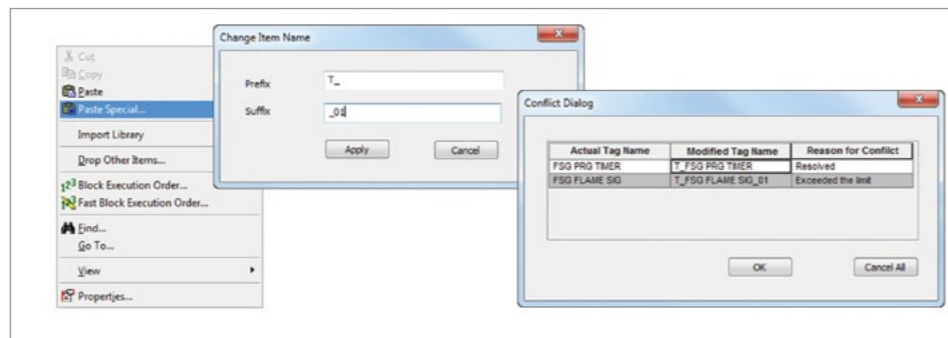 Cut
Copy
Paste
Paste Special...
Import Library
Drop Other Items...
Block Execution Order...
Fast Block Execution Order...
Find...
Go To...
View
Properties...
Change Item Name
Prefix
T_
Suffix
_01
Apply
Cancel
Conflict Dialog
Actual Tag Name Modified Tag Name Reason for Conflict
FSG PRG TIMER T_FSG PRG TIMER Resolved
FSG FLAME SIG T_FSG FLAME SIG_01 Exceeded the limit
OK
Cancel All